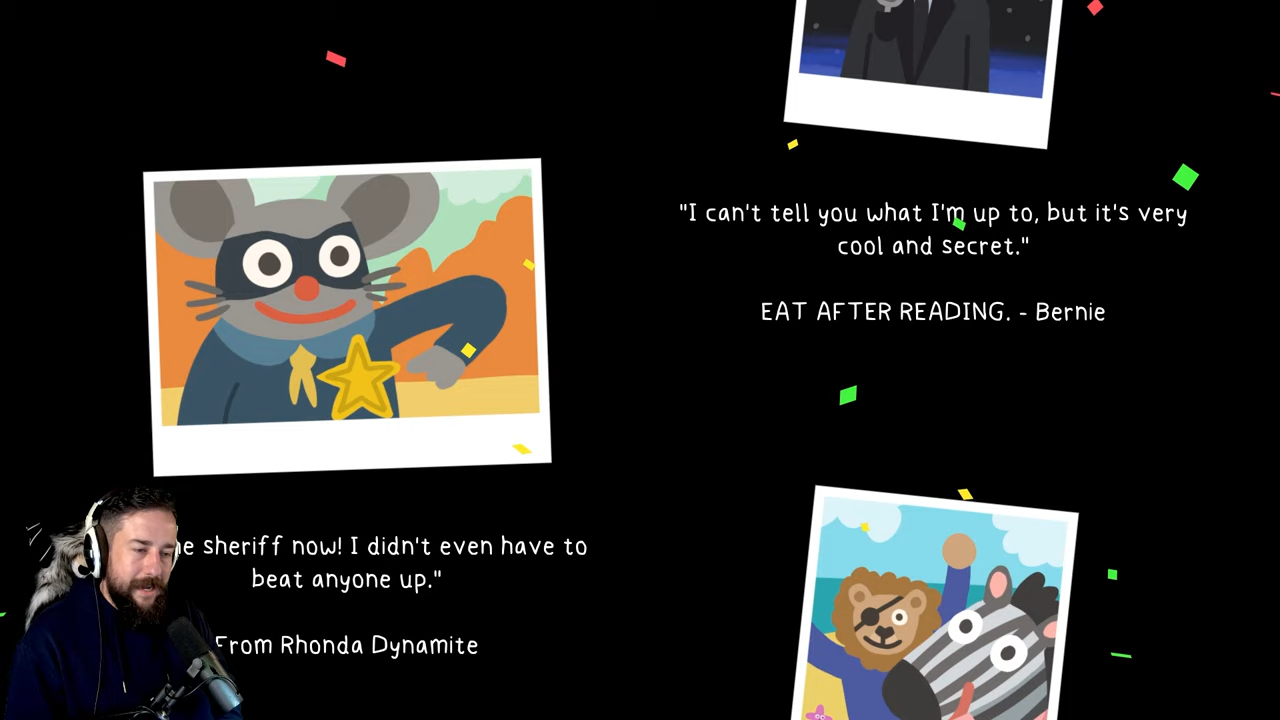 "I can't tell you what I'm up to, but it's very
cool and secret."
EAT AFTER READING. - Bernie
he sheriff now! I didn't even have to
beat anyone up."
From Rhonda Dynamite